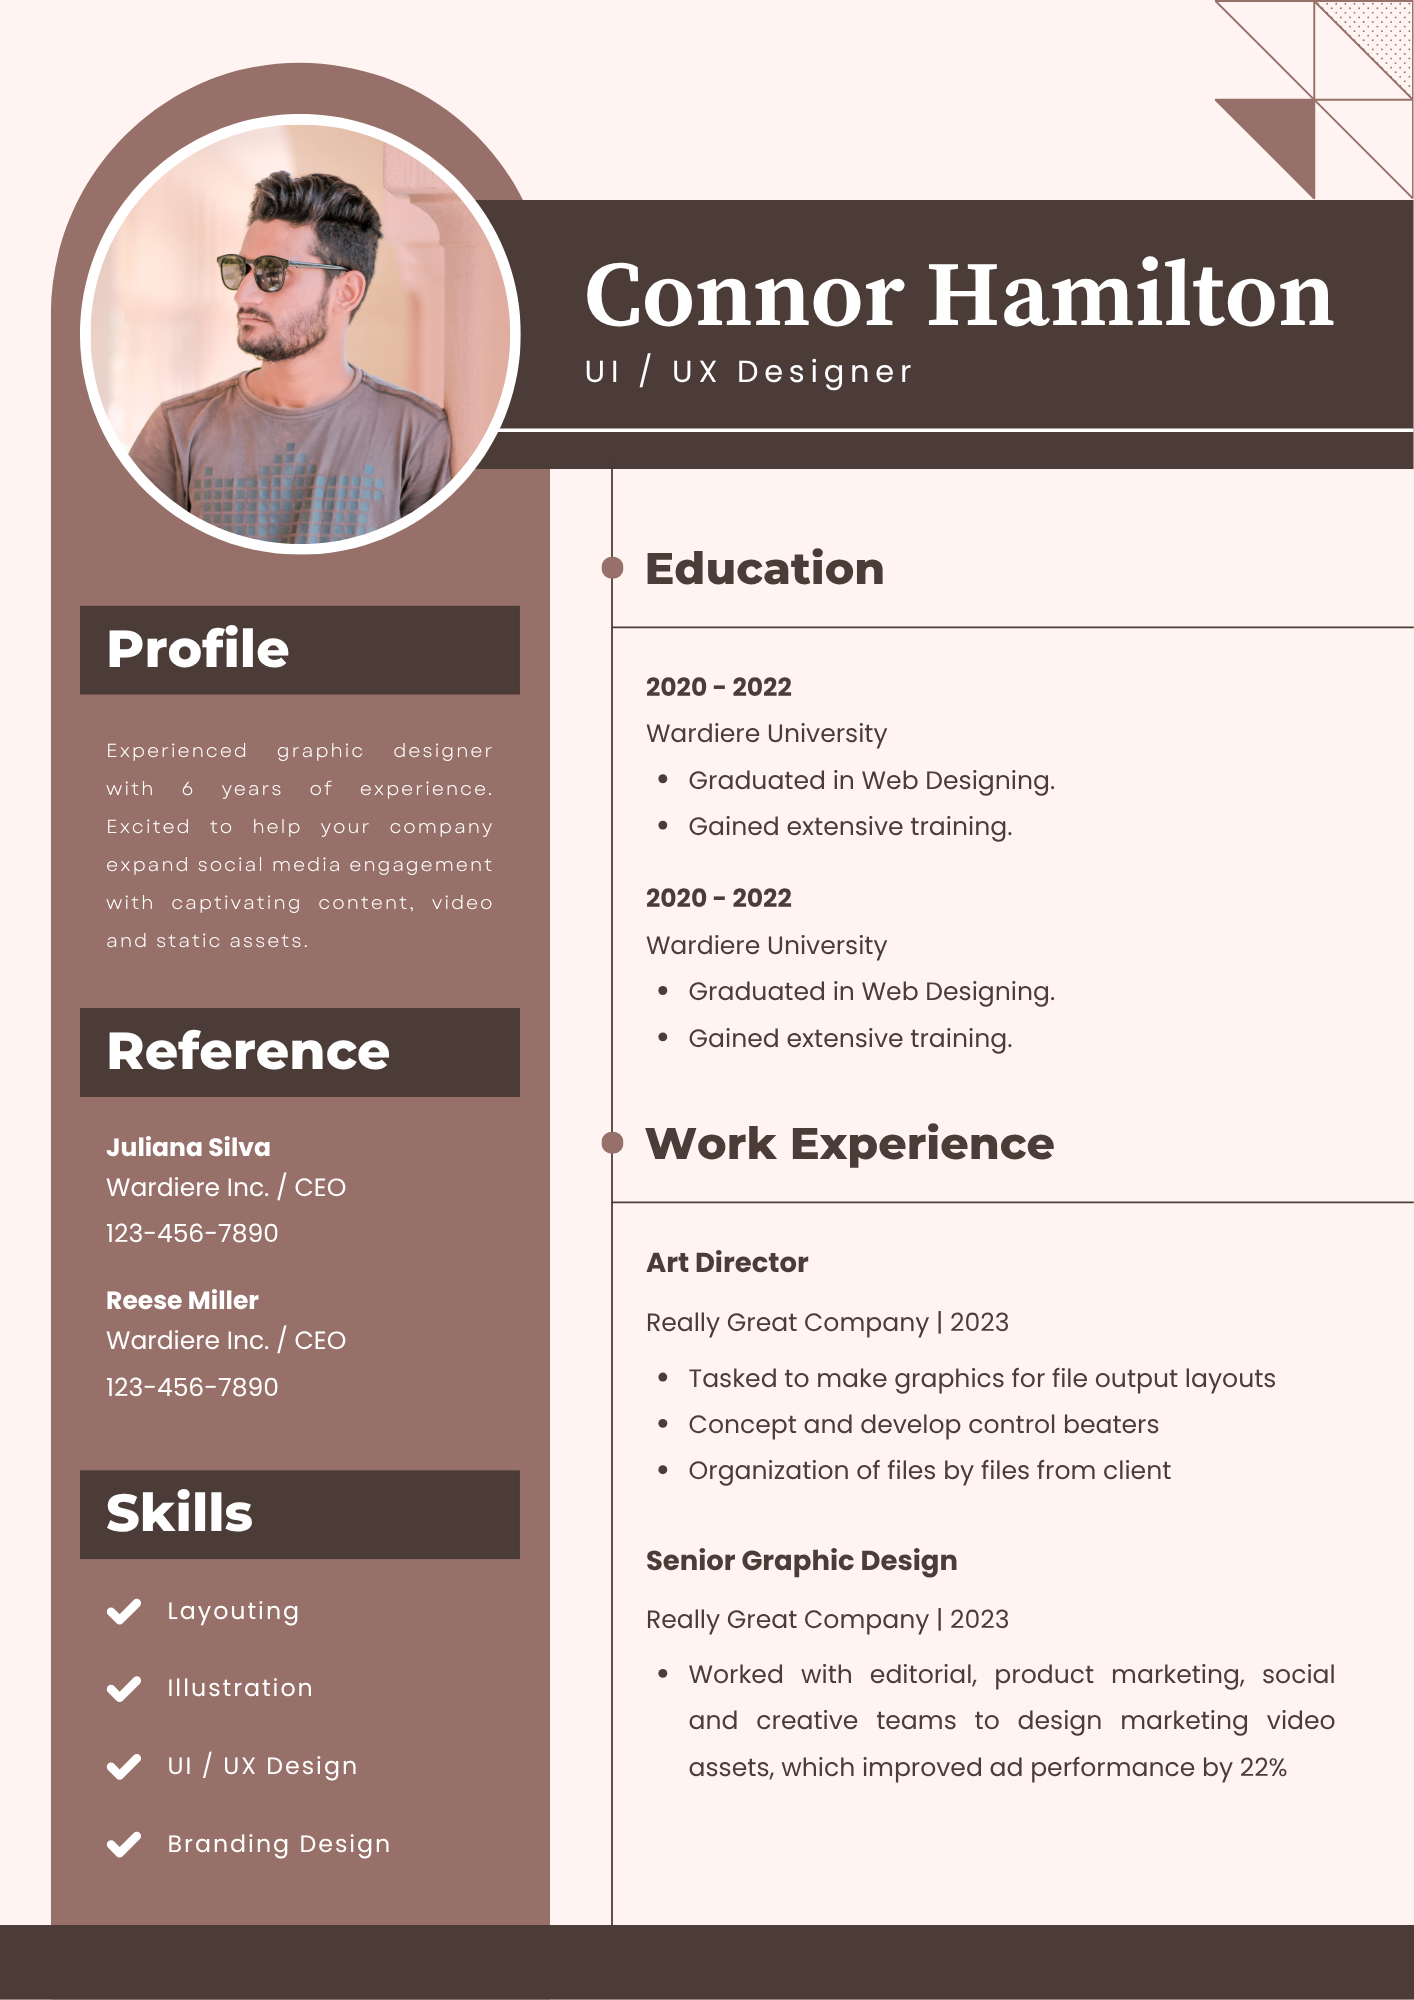 Connor Hamilton
UI / UX Designer
Profile
Experienced graphic designer
with 6 years of experience.
Excited to help your company
expand social media engagement
with captivating content, video
and static assets.
Reference
Juliana Silva
Wardiere Inc. / CEO
123-456-7890
Reese Miller
Wardiere Inc. / CEO
123-456-7890
Skills
Layouting
Illustration
UI / UX Design
Branding Design
Education
2020 - 2022
Wardiere University
• Graduated in Web Designing.
• Gained extensive training.
2020 - 2022
Wardiere University
• Graduated in Web Designing.
• Gained extensive training.
Work Experience
Art Director
Really Great Company | 2023
• Tasked to make graphics for file output layouts
• Concept and develop control beaters
• Organization of files by files from client
Senior Graphic Design
Really Great Company | 2023
• Worked with editorial, product marketing, social
and creative teams to design marketing video
assets, which improved ad performance by 22%